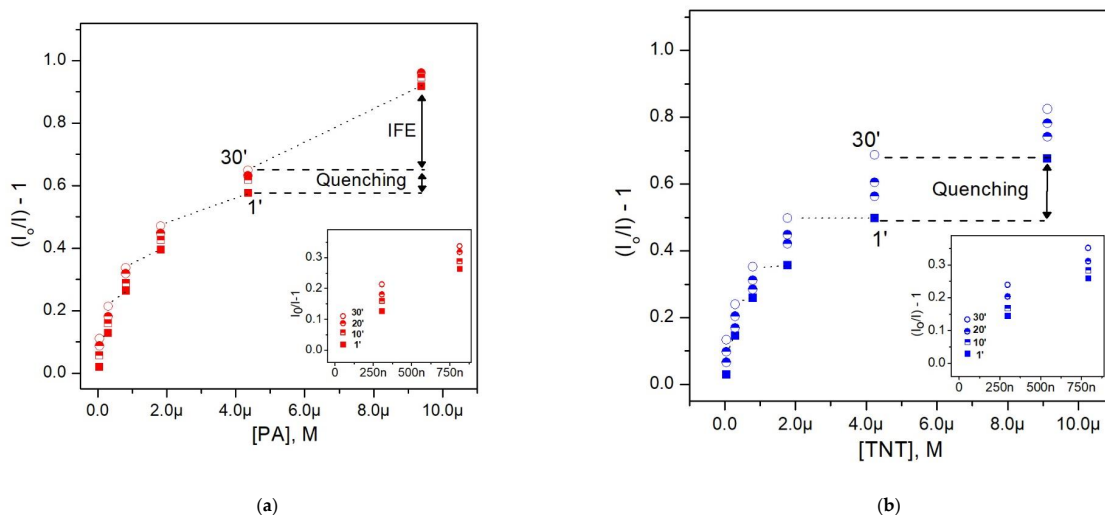 1.0
0.8
0.6
0.4
0.2
0.0
(I₀/I) - 1
30'
IFE
Quenching
1'
0.3
0.2
0.1
0.0
I₀/I-1
30'
20'
10'
1'
0 250n 500n 750n
0.0 2.0µ 4.0µ 6.0µ 8.0µ 10.0µ
[PA], M
(a)
1.0
0.8
0.6
0.4
0.2
0.0
(I₀/I) - 1
30'
Quenching
1'
0.3
0.2
0.1
0.0
(I₀/I) - 1
30'
20'
10'
1'
0 250n 500n 750n
0.0 2.0µ 4.0µ 6.0µ 8.0µ 10.0µ
[TNT], M
(b)